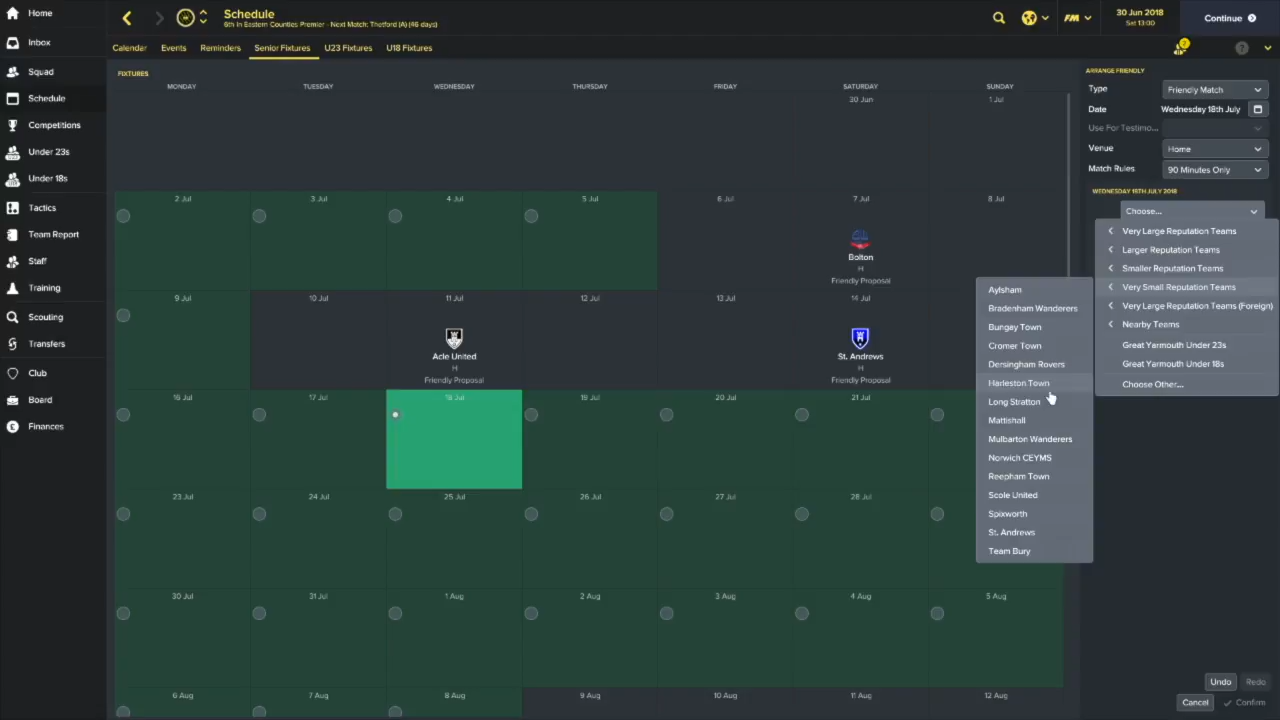 Home
Inbox
Squad
Schedule
Competitions
Under 23s
Under 18s
Tactics
Team Report
Staff
Training
Scouting
Transfers
Club
Board
Finances
Schedule
6th in Eastern Counties Premier - Next Match: Thetford (A) (46 days)
FM
30 Jun 2018
Sat 13:00
Continue
Calendar
Events
Reminders
Senior Fixtures
U23 Fixtures
U18 Fixtures
2
FIXTURES
MONDAY TUESDAY WEDNESDAY THURSDAY FRIDAY SATURDAY SUNDAY
30 Jun 1 Jul
2 Jul 3 Jul 4 Jul 5 Jul 6 Jul 7 Jul 8 Jul
Bolton
H
Friendly Proposal
9 Jul 10 Jul 11 Jul 12 Jul 13 Jul 14 Jul
Acle United
H
Friendly Proposal
St. Andrews
H
Friendly Proposal
16 Jul 17 Jul 18 Jul 19 Jul 20 Jul 21 Jul
23 Jul 24 Jul 25 Jul 26 Jul 27 Jul 28 Jul
30 Jul 31 Jul 1 Aug 2 Aug 3 Aug 4 Aug 5 Aug
6 Aug 7 Aug 8 Aug 9 Aug 10 Aug 11 Aug 12 Aug
ARRANGE FRIENDLY
Type Friendly Match
Date Wednesday 18th July
Use For Testimo...
Venue Home
Match Rules 90 Minutes Only
WEDNESDAY 18TH JULY 2018
Choose...
Very Large Reputation Teams
Larger Reputation Teams
Smaller Reputation Teams
Very Small Reputation Teams
Very Large Reputation Teams (Foreign)
Nearby Teams
Great Yarmouth Under 23s
Great Yarmouth Under 18s
Choose Other...
Aylsham
Bradenham Wanderers
Bungay Town
Cromer Town
Dersingham Rovers
Harleston Town
Long Stratton
Mattishall
Mulbarton Wanderers
Norwich CEYMS
Reepham Town
Scole United
Spixworth
St. Andrews
Team Bury
Undo
Redo
Cancel
Confirm